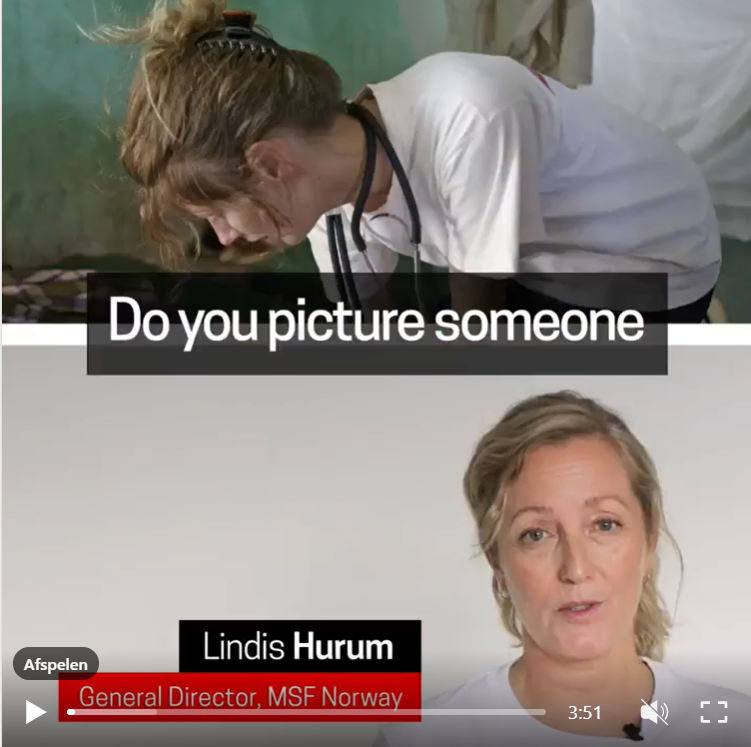 Do you picture someone
Lindis Hurum
Afspelen
General Director, MSF Norway
3:51